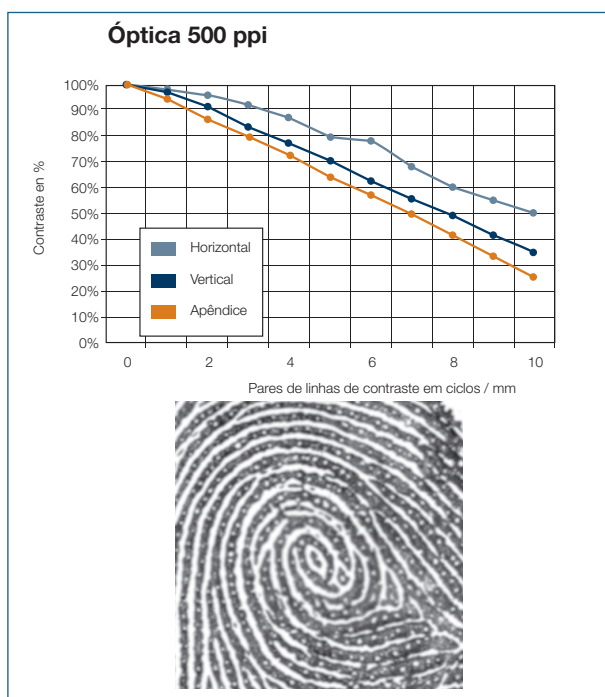 Óptica 500 ppi
100%
90%
80%
70%
60%
50%
40%
30%
20%
10%
0%
Contraste en %
Horizontal
Vertical
Apêndice
0 2 4 6 8 10
Pares de linhas de contraste em ciclos / mm